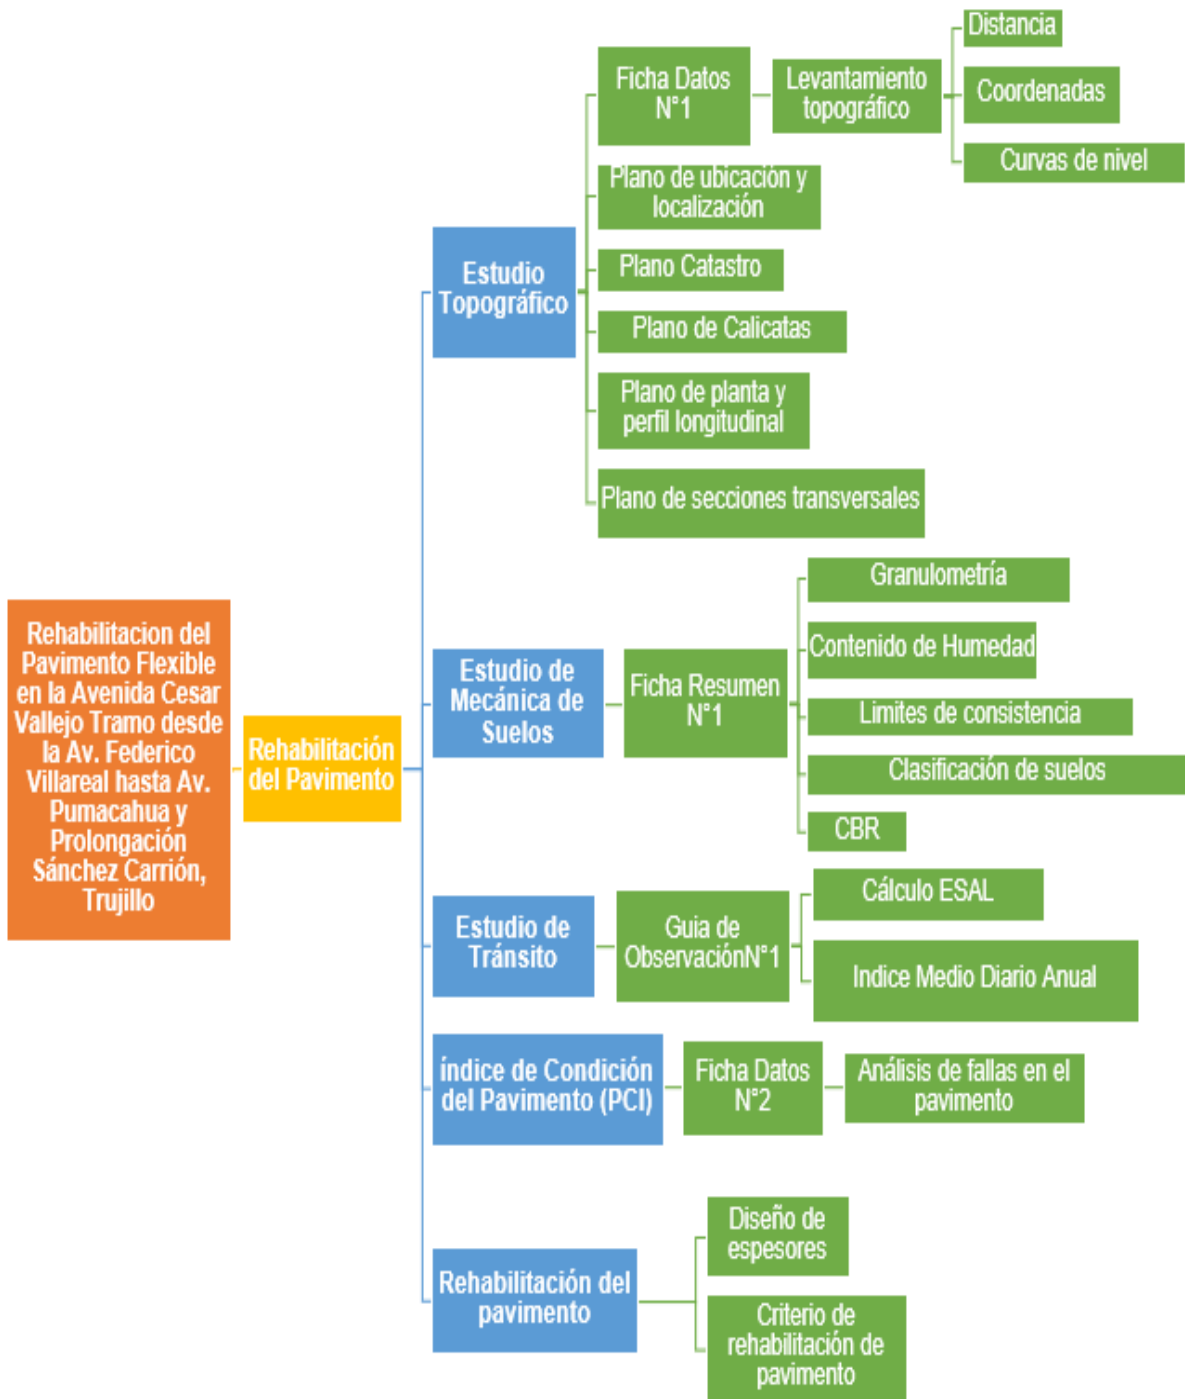 Rehabilitacion del
Pavimento Flexible
en la Avenida Cesar
Vallejo Tramo desde
la Av. Federico
Villareal hasta Av.
Pumacahua y
Prolongación
Sánchez Carrión,
Trujillo
Rehabilitación
del Pavimento
Estudio
Topográfico
Ficha Datos
N°1
Levantamiento
topográfico
Distancia
Coordenadas
Curvas de nivel
Plano de ubicación y
localización
Plano Catastro
Plano de Calicatas
Plano de planta y
perfil longitudinal
Plano de secciones transversales
Estudio de
Mecánica de
Suelos
Ficha Resumen
N°1
Granulometría
Contenido de Humedad
Limites de consistencia
Clasificación de suelos
CBR
Estudio de
Tránsito
Guia de
ObservaciónN°1
Cálculo ESAL
Indice Medio Diario Anual
índice de Condición
del Pavimento (PCI)
Ficha Datos
N°2
Análisis de fallas en el
pavimento
Rehabilitación del
pavimento
Diseño de
espesores
Criterio de
rehabilitación de
pavimento